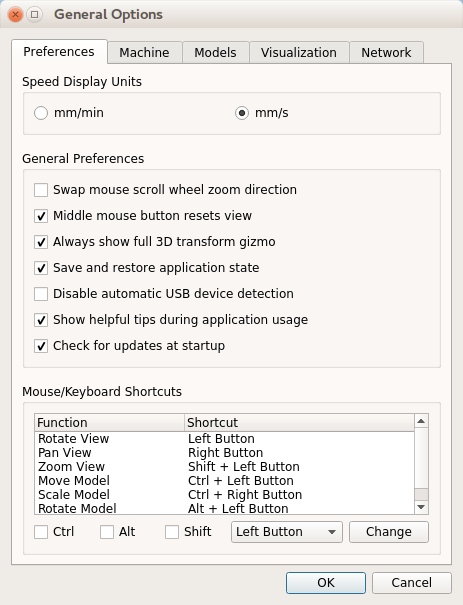 General Options
Preferences Machine Models Visualization Network
Speed Display Units
mm/min mm/s
General Preferences
Swap mouse scroll wheel zoom direction
Middle mouse button resets view
Always show full 3D transform gizmo
Save and restore application state
Disable automatic USB device detection
Show helpful tips during application usage
Check for updates at startup
Mouse/Keyboard Shortcuts
Function Shortcut
Rotate View Left Button
Pan View Right Button
Zoom View Shift + Left Button
Move Model Ctrl + Left Button
Scale Model Ctrl + Right Button
Rotate Model Alt + Left Button
Ctrl Alt Shift Left Button Change
OK Cancel